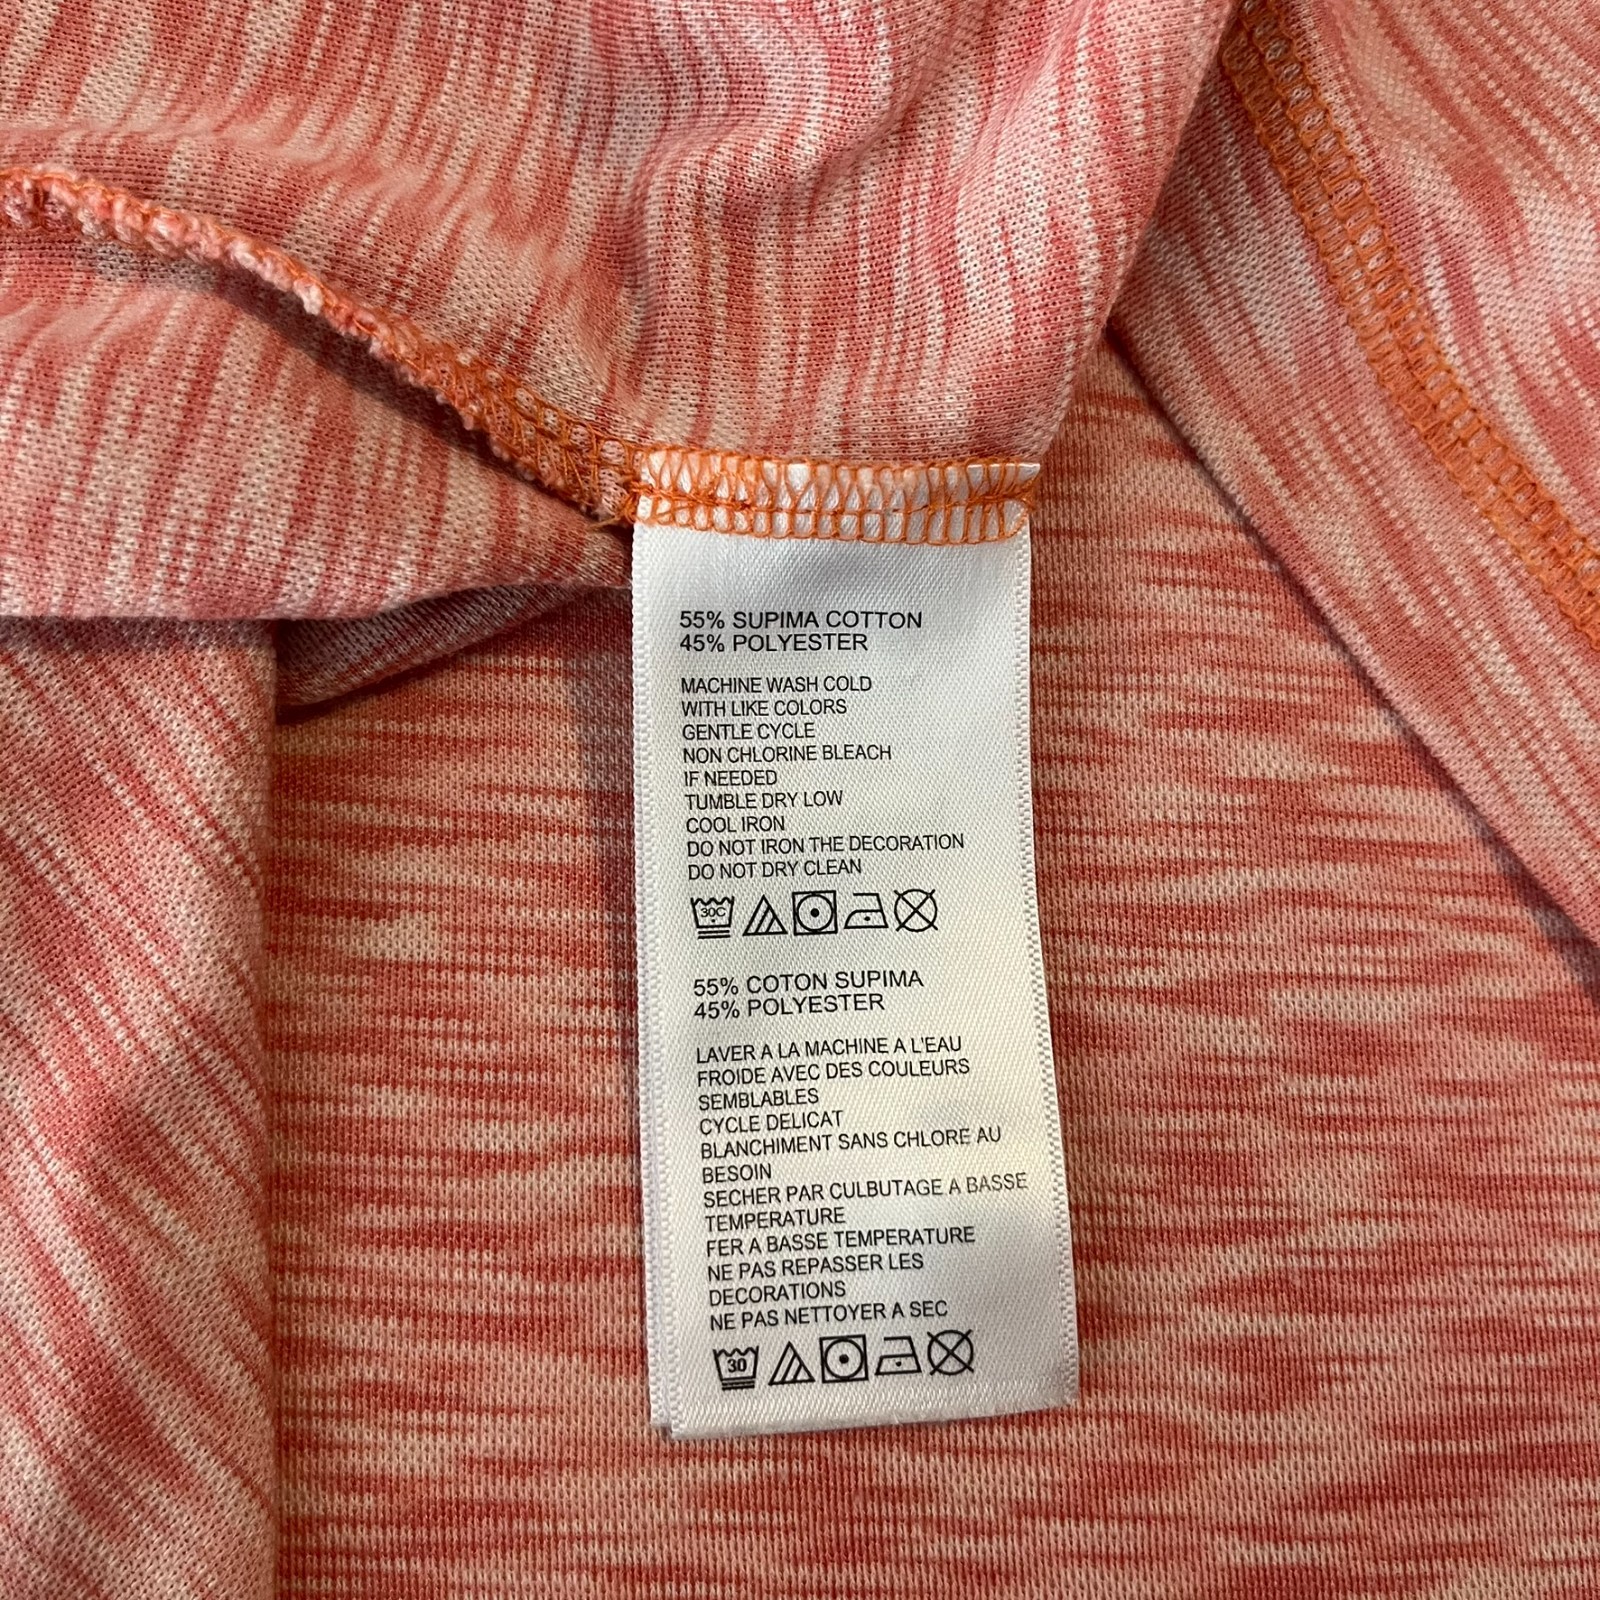 55% SUPIMA COTTON
45% POLYESTER
MACHINE WASH COLD
WITH LIKE COLORS
GENTLE CYCLE
NON CHLORINE BLEACH
IF NEEDED
TUMBLE DRY LOW
COOL IRON
DO NOT IRON THE DECORATION
DO NOT DRY CLEAN
30C
55% COTON SUPIMA
45% POLYESTER
LAVER A LA MACHINE A L'EAU
FROIDE AVEC DES COULEURS
SEMBLABLES
CYCLE DELICAT
BLANCHIMENT SANS CHLORE AU
BESOIN
SECHER PAR CULBUTAGE A BASSE
TEMPERATURE
FER A BASSE TEMPERATURE
NE PAS REPASSER LES
DECORATIONS
NE PAS NETTOYER A SEC
30